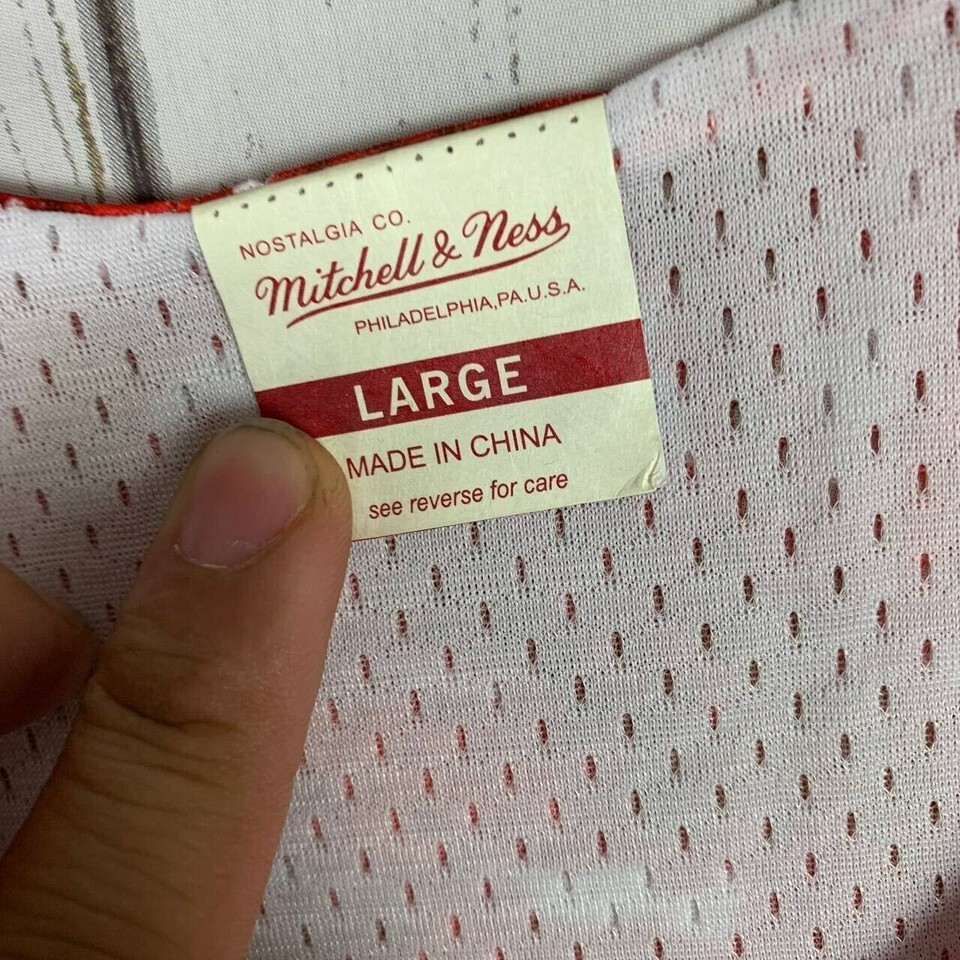 NOSTALGIA CO.
Mitchell & Ness
PHILADELPHIA,PA.U.S.A.
LARGE
MADE IN CHINA
see reverse for care